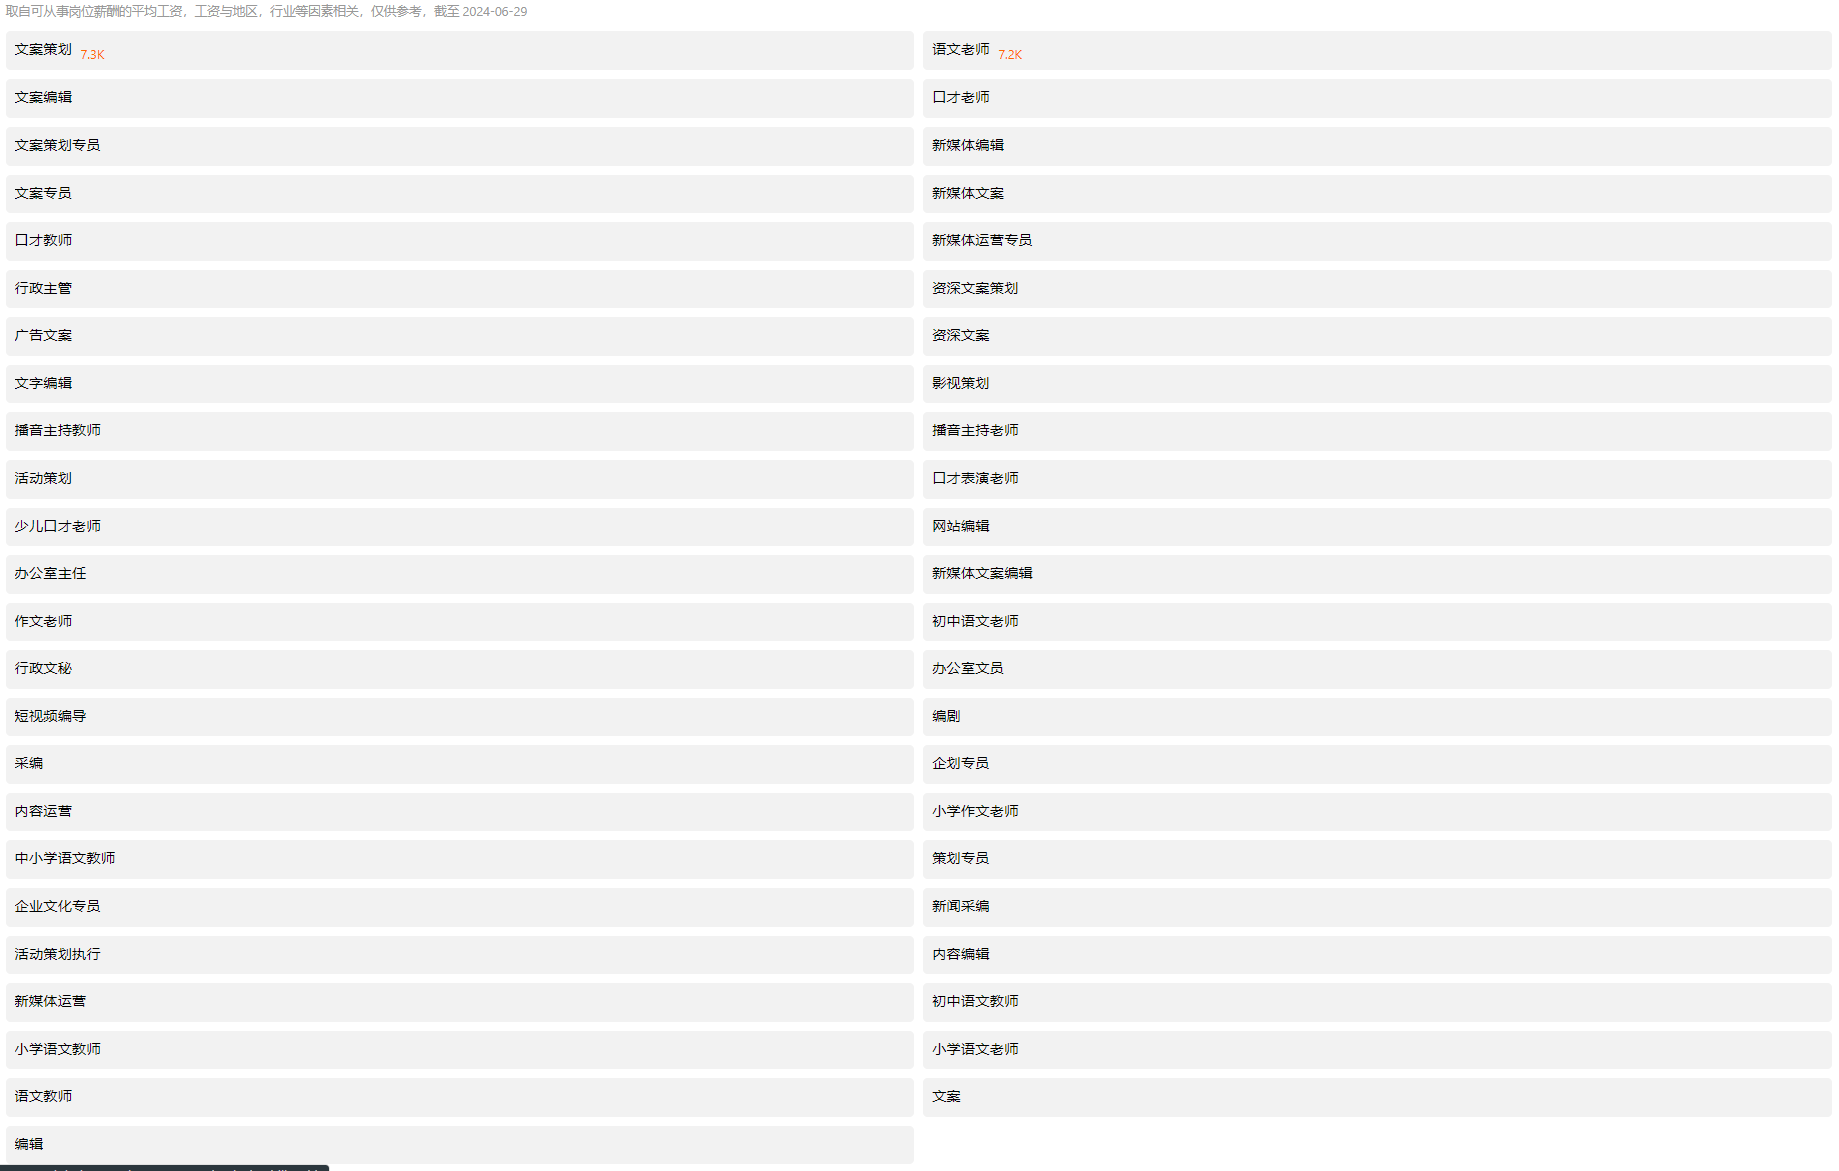 取自可从事岗位薪酬的平均工资，工资与地区，行业等因素相关，仅供参考，截至 2024-06-29
文案策划 7.3K
语文老师 7.2K
文案编辑
口才老师
文案策划专员
新媒体编辑
文案专员
新媒体文案
口才教师
新媒体运营专员
行政主管
资深文案策划
广告文案
资深文案
文字编辑
影视策划
播音主持教师
播音主持老师
活动策划
口才表演老师
少儿口才老师
网站编辑
办公室主任
新媒体文案编辑
作文老师
初中语文老师
行政文秘
办公室文员
短视频编导
编剧
采编
企划专员
内容运营
小学作文老师
中小学语文教师
策划专员
企业文化专员
新闻采编
活动策划执行
内容编辑
新媒体运营
初中语文教师
小学语文教师
小学语文老师
语文教师
文案
编辑